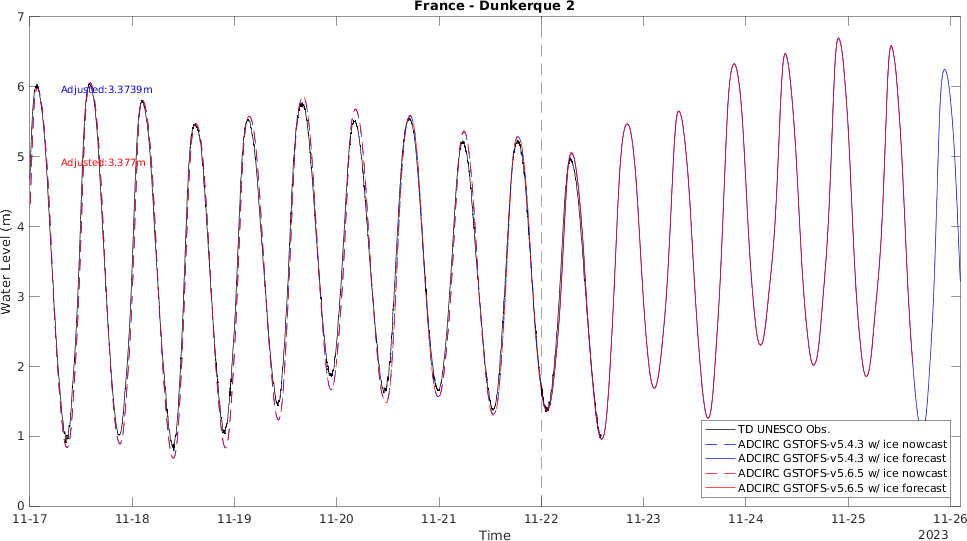 France - Dunkerque 2
7
6
5
4
3
2
1
0
Water Level (m)
Adjusted:3.3739m
Adjusted:3.377m
TD UNESCO Obs.
ADCIRC GSTOFS-v5.4.3 w/ ice nowcast
ADCIRC GSTOFS-v5.4.3 w/ ice forecast
ADCIRC GSTOFS-v5.6.5 w/ ice nowcast
ADCIRC GSTOFS-v5.6.5 w/ ice forecast
11-17 11-18 11-19 11-20 11-21 11-22 11-23 11-24 11-25 11-26
Time
2023